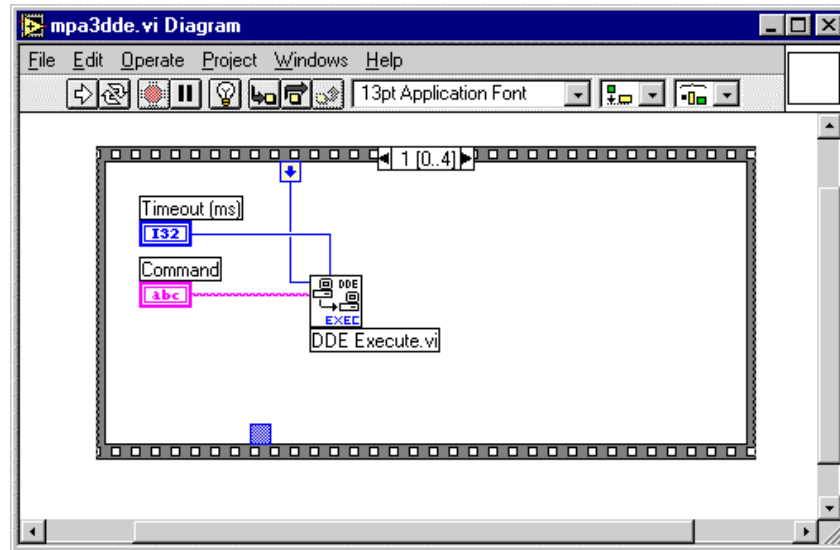 mpa3dde.vi Diagram
File Edit Operate Project Windows Help
13pt Application Font
1 [0..4]
Timeout (ms)
I32
Command
abc
DDE
EXEC
DDE Execute.vi